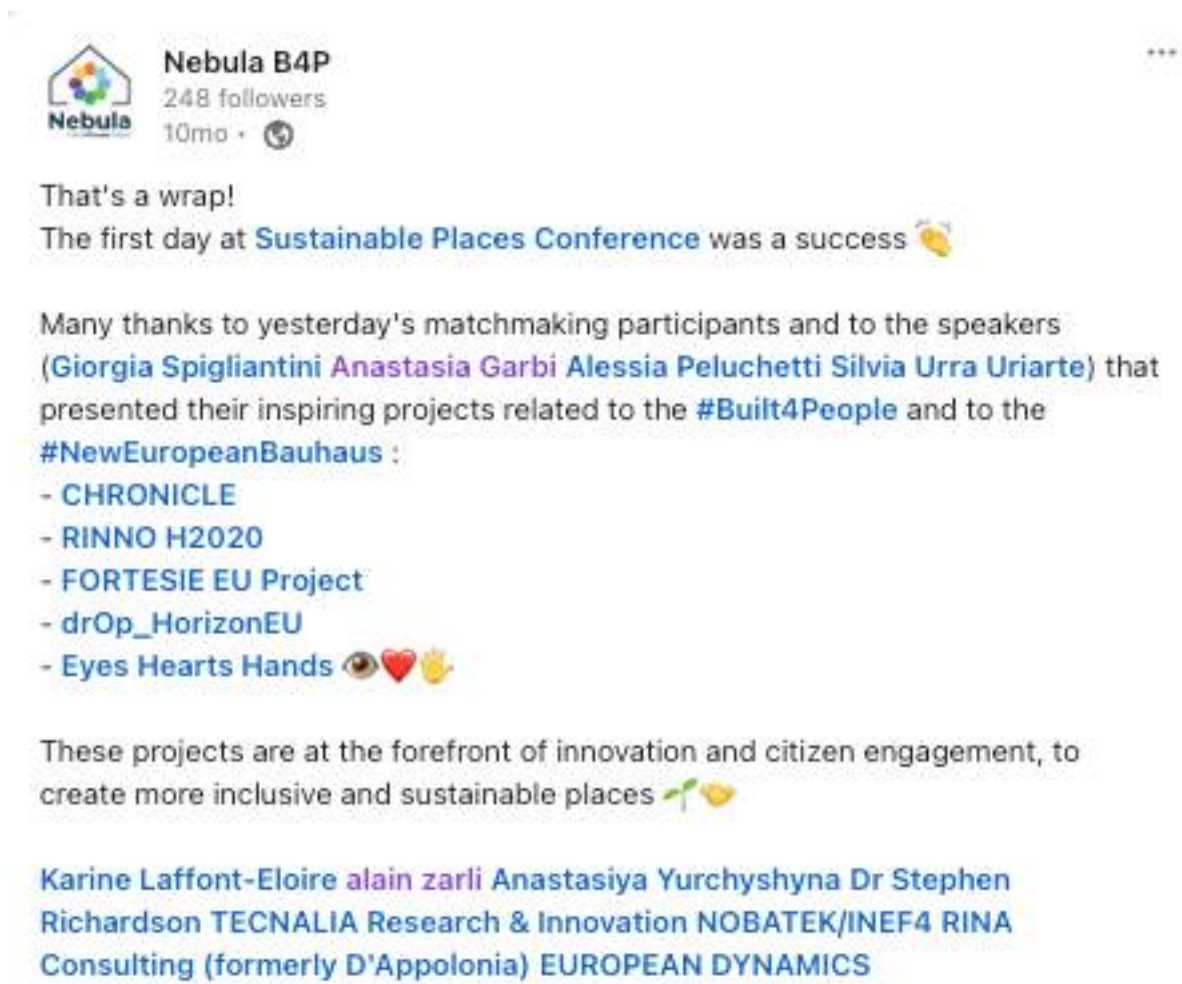 Nebula B4P
248 followers
10mo •
Nebula
That's a wrap!
The first day at Sustainable Places Conference was a success 👏
Many thanks to yesterday's matchmaking participants and to the speakers
(Giorgia Spigliantini Anastasia Garbi Alessia Peluchetti Silvia Urra Uriarte) that
presented their inspiring projects related to the #Built4People and to the
#NewEuropeanBauhaus :
- CHRONICLE
- RINNO H2020
- FORTESIE EU Project
- drOp_HorizonEU
- Eyes Hearts Hands 👁️❤️🖐️
These projects are at the forefront of innovation and citizen engagement, to
create more inclusive and sustainable places 🌱🤝
Karine Laffont-Eloire alain zarli Anastasiya Yurchyshyna Dr Stephen
Richardson TECNALIA Research & Innovation NOBATEK/INEF4 RINA
Consulting (formerly D'Appolonia) EUROPEAN DYNAMICS